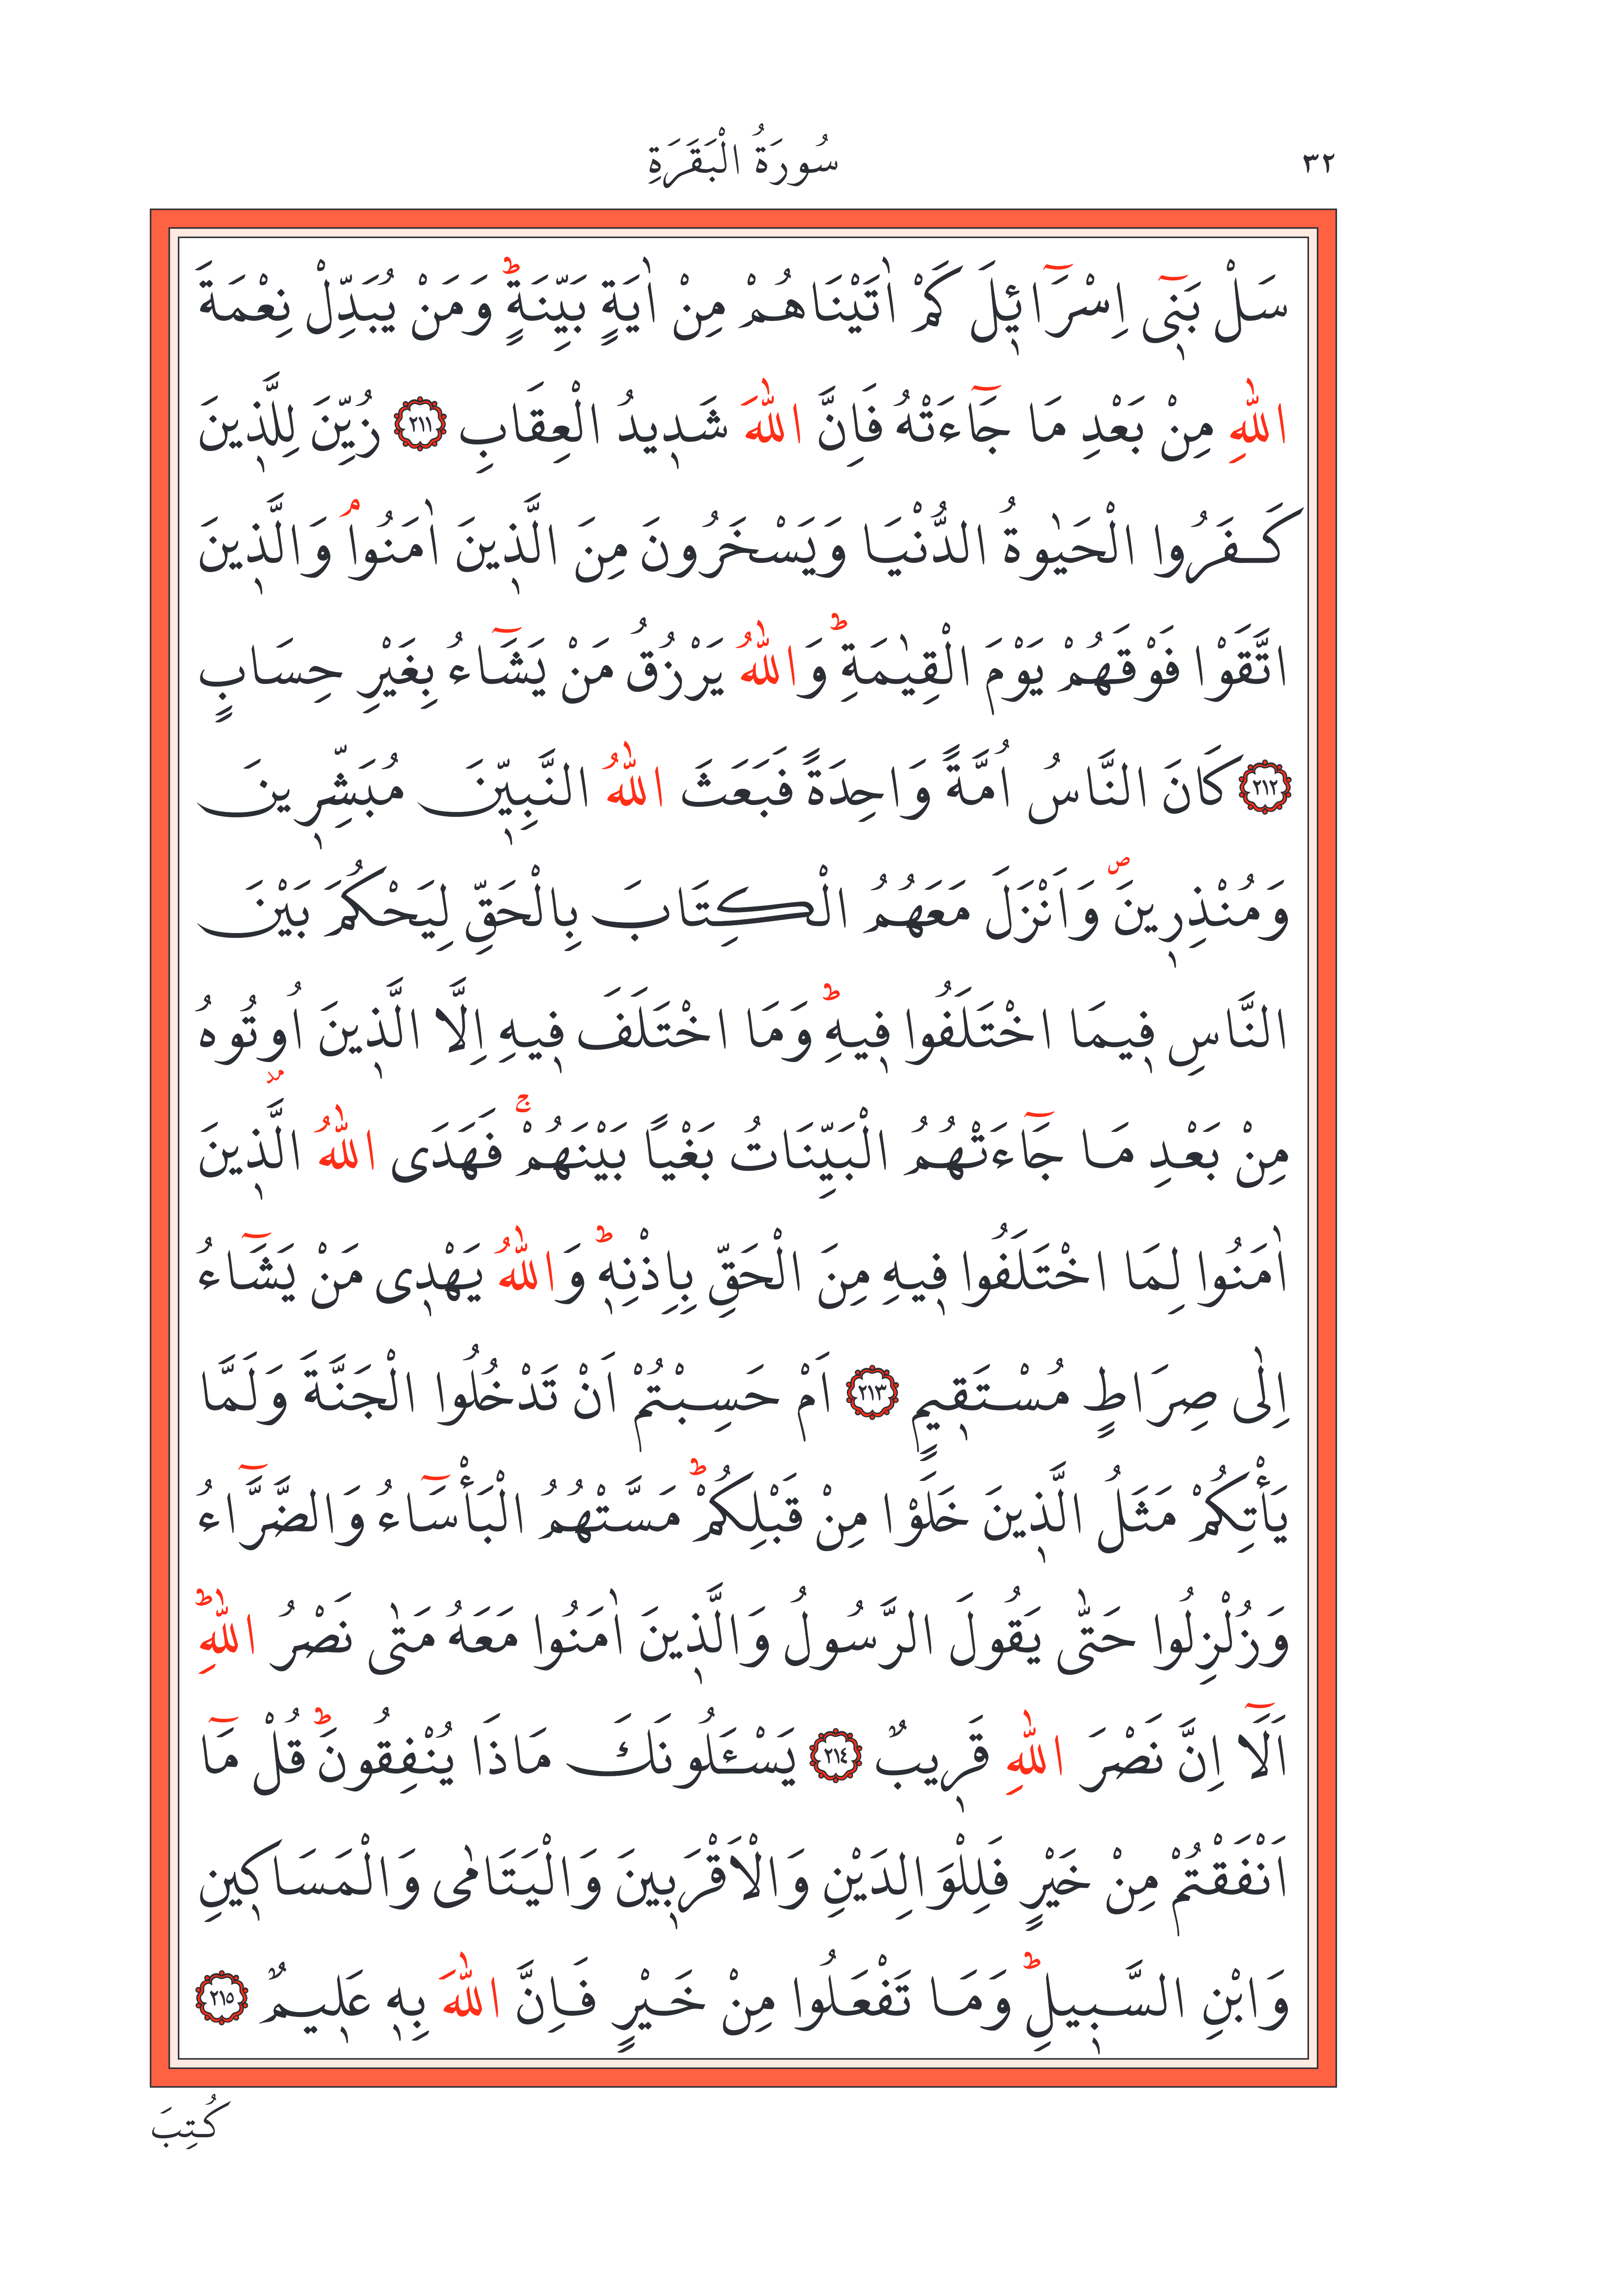 ٣٢
سُورَةُ الْبَقَرَةِ
سَلْ بَنٖٓى اِسْرَٓائٖلَ كَمْ اٰتَيْنَاهُمْ مِنْ اٰيَةٍ بَيِّنَةٍؕ وَمَنْ يُبَدِّلْ نِعْمَةَ
اللّٰهِ مِنْ بَعْدِ مَا جَٓاءَتْهُ فَاِنَّ اللّٰهَ شَدٖيدُ الْعِقَابِ ﴿٢١١﴾ زُيِّنَ لِلَّذٖينَ
كَفَرُوا الْحَيٰوةُ الدُّنْيَا وَيَسْخَرُونَ مِنَ الَّذٖينَ اٰمَنُواۘ وَالَّذٖينَ
اتَّقَوْا فَوْقَهُمْ يَوْمَ الْقِيٰمَةِؕ وَاللّٰهُ يَرْزُقُ مَنْ يَشَٓاءُ بِغَيْرِ حِسَابٍ
﴿٢١٢﴾ كَانَ النَّاسُ اُمَّةً وَاحِدَةً فَبَعَثَ اللّٰهُ النَّبِيّٖنَ مُبَشِّرٖينَ
وَمُنْذِرٖينَࣕ وَاَنْزَلَ مَعَهُمُ الْكِتَابَ بِالْحَقِّ لِيَحْكُمَ بَيْنَ
النَّاسِ فٖيمَا اخْتَلَفُوا فٖيهِؕ وَمَا اخْتَلَفَ فٖيهِ اِلَّا الَّذٖينَ اُو۫تُوهُ
مِنْ بَعْدِ مَا جَٓاءَتْهُمُ الْبَيِّنَاتُ بَغْياً بَيْنَهُمْۚ فَهَدَى اللّٰهُ الَّذٖينَ
اٰمَنُوا لِمَا اخْتَلَفُوا فٖيهِ مِنَ الْحَقِّ بِاِذْنِهٖؕ وَاللّٰهُ يَهْدٖى مَنْ يَشَٓاءُ
اِلٰى صِرَاطٍ مُسْتَقٖيمٍ ﴿٢١٣﴾ اَمْ حَسِبْتُمْ اَنْ تَدْخُلُوا الْجَنَّةَ وَلَمَّا
يَأْتِكُمْ مَثَلُ الَّذٖينَ خَلَوْا مِنْ قَبْلِكُمْؕ مَسَّتْهُمُ الْبَأْسَٓاءُ وَالضَّرَّٓاءُ
وَزُلْزِلُوا حَتّٰى يَقُولَ الرَّسُولُ وَالَّذٖينَ اٰمَنُوا مَعَهُ مَتٰى نَصْرُ اللّٰهِؕ
اَلَٓا اِنَّ نَصْرَ اللّٰهِ قَرٖيبٌ ﴿٢١٤﴾ يَسْـَٔلُونَكَ مَاذَا يُنْفِقُونَؕ قُلْ مَٓا
اَنْفَقْتُمْ مِنْ خَيْرٍ فَلِلْوَالِدَيْنِ وَالْاَقْرَبٖينَ وَالْيَتَامٰى وَالْمَسَاكٖينِ
وَابْنِ السَّبٖيلِؕ وَمَا تَفْعَلُوا مِنْ خَيْرٍ فَاِنَّ اللّٰهَ بِهٖ عَلٖيمٌ ﴿٢١٥﴾
كُتِبَ